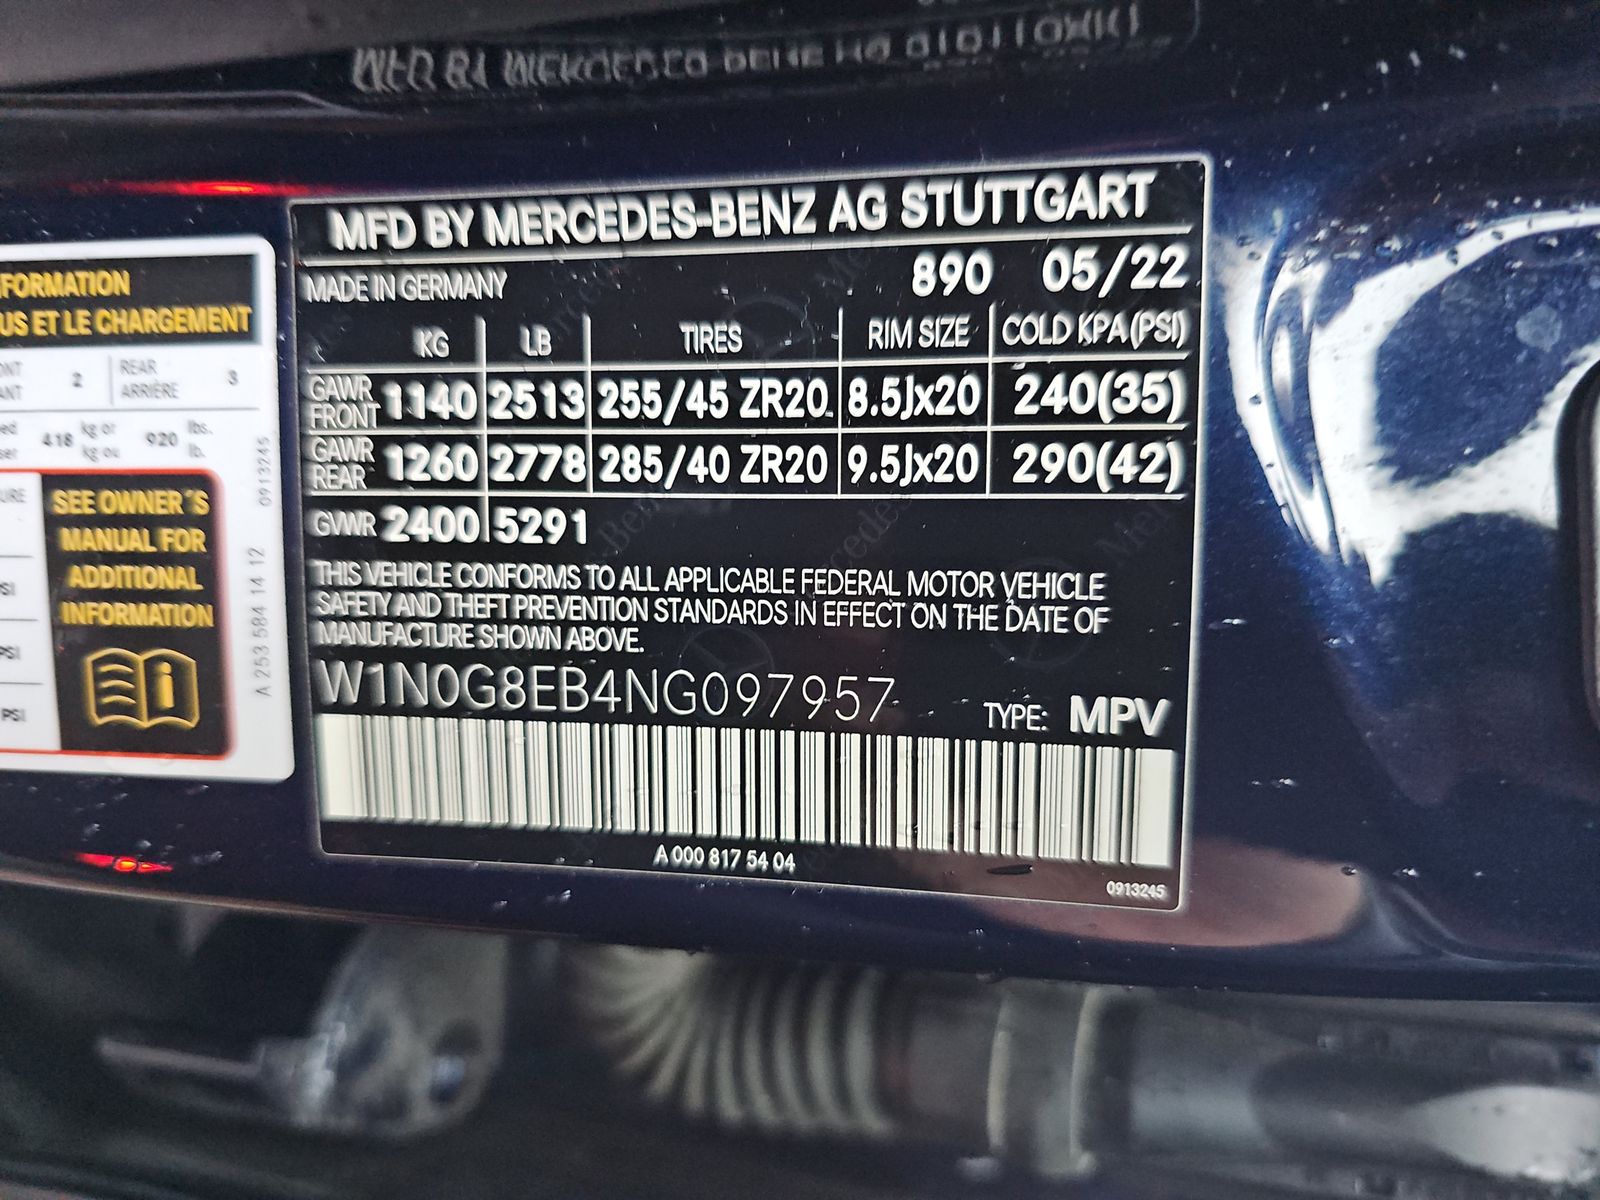 MFD BY MERCEDES-BENZ AG STUTTGART
MADE IN GERMANY 890 05/22
KG LB TIRES RIM SIZE COLD KPA (PSI)
GAWR FRONT 1140 2513 255/45 ZR20 8.5Jx20 240(35)
GAWR REAR 1260 2778 285/40 ZR20 9.5Jx20 290(42)
GVWR 2400 5291
THIS VEHICLE CONFORMS TO ALL APPLICABLE FEDERAL MOTOR VEHICLE
SAFETY AND THEFT PREVENTION STANDARDS IN EFFECT ON THE DATE OF
MANUFACTURE SHOWN ABOVE.
W1N0G8EB4NG097957
TYPE: MPV
A 000 817 54 04
0913245
ET LE CHARGEMENT
2 REAR 3
ARRIÈRE
418 kg or 920 lbs.
kg ou lb.
SEE OWNER'S
MANUAL FOR
ADDITIONAL
INFORMATION
PSI
A 253 584 14 12 0913245